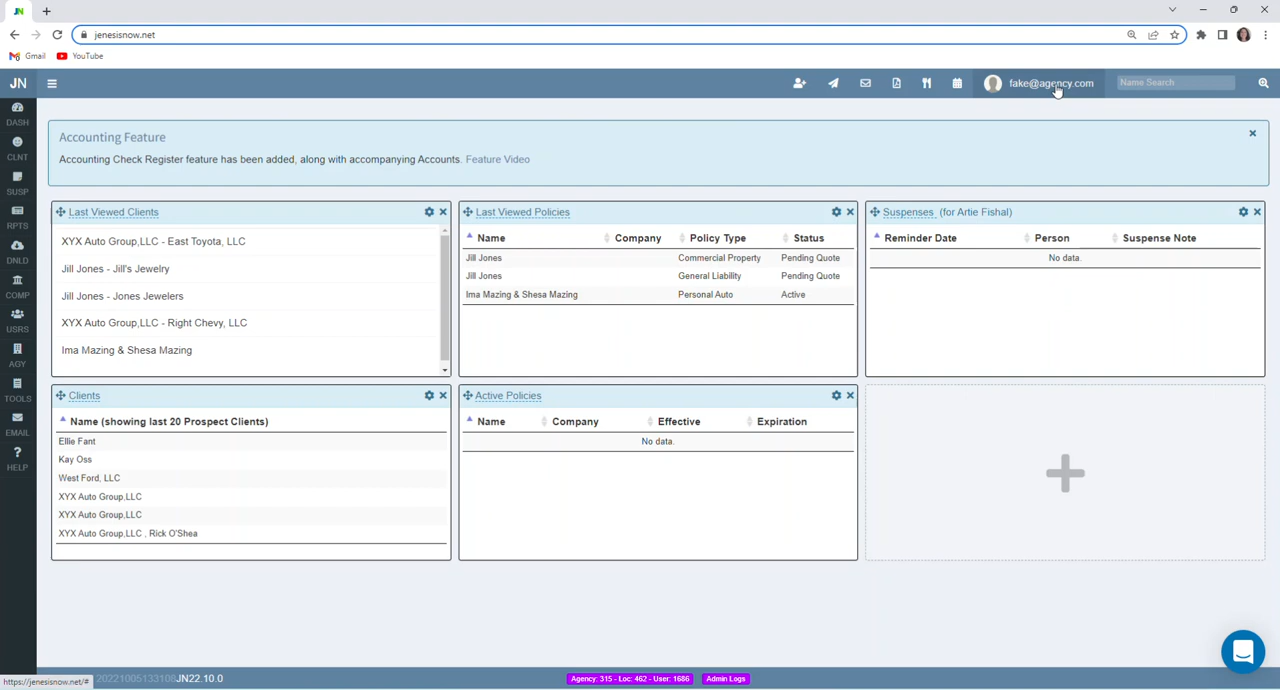 JN
jenesisnow.net
Gmail
YouTube
JN
fake@agency.com
Name Search
DASH
CLNT
SUSP
RPTS
DNLD
COMP
USRS
AGY
TOOLS
EMAIL
HELP
Accounting Feature
Accounting Check Register feature has been added, along with accompanying Accounts. Feature Video
Last Viewed Clients
XYX Auto Group,LLC - East Toyota, LLC
Jill Jones - Jill's Jewelry
Jill Jones - Jones Jewelers
XYX Auto Group,LLC - Right Chevy, LLC
Ima Mazing & Shesa Mazing
Last Viewed Policies
Name Company Policy Type Status
Jill Jones Commercial Property Pending Quote
Jill Jones General Liability Pending Quote
Ima Mazing & Shesa Mazing Personal Auto Active
Suspenses (for Artie Fishal)
Reminder Date Person Suspense Note
No data.
Clients
Name (showing last 20 Prospect Clients)
Ellie Fant
Kay Oss
West Ford, LLC
XYX Auto Group,LLC
XYX Auto Group,LLC
XYX Auto Group,LLC , Rick O'Shea
Active Policies
Name Company Effective Expiration
No data.
https://jenesisnow.net/#
20221005133108JN22.10.0
Agency: 315 - Loc: 462 - User: 1686
Admin Logs